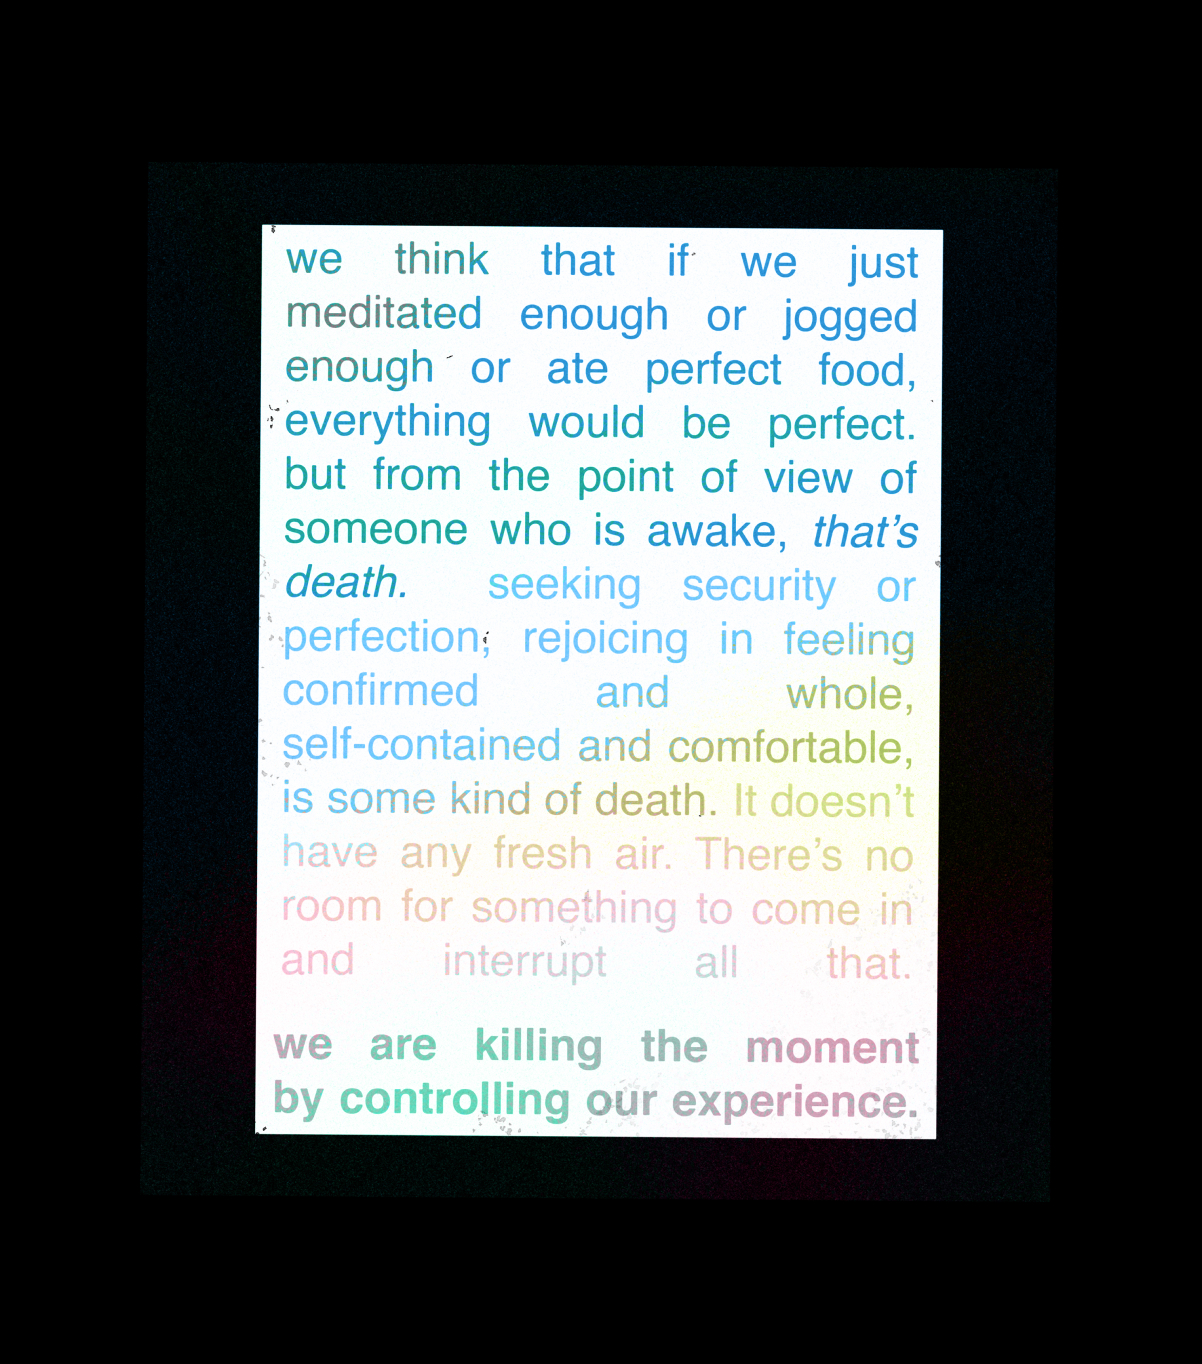 we think that if we just
meditated enough or jogged
enough or ate perfect food,
everything would be perfect.
but from the point of view of
someone who is awake, that's
death. seeking security or
perfection; rejoicing in feeling
confirmed and whole,
self-contained and comfortable,
is some kind of death. It doesn't
have any fresh air. There's no
room for something to come in
and interrupt all that.
we are killing the moment
by controlling our experience.